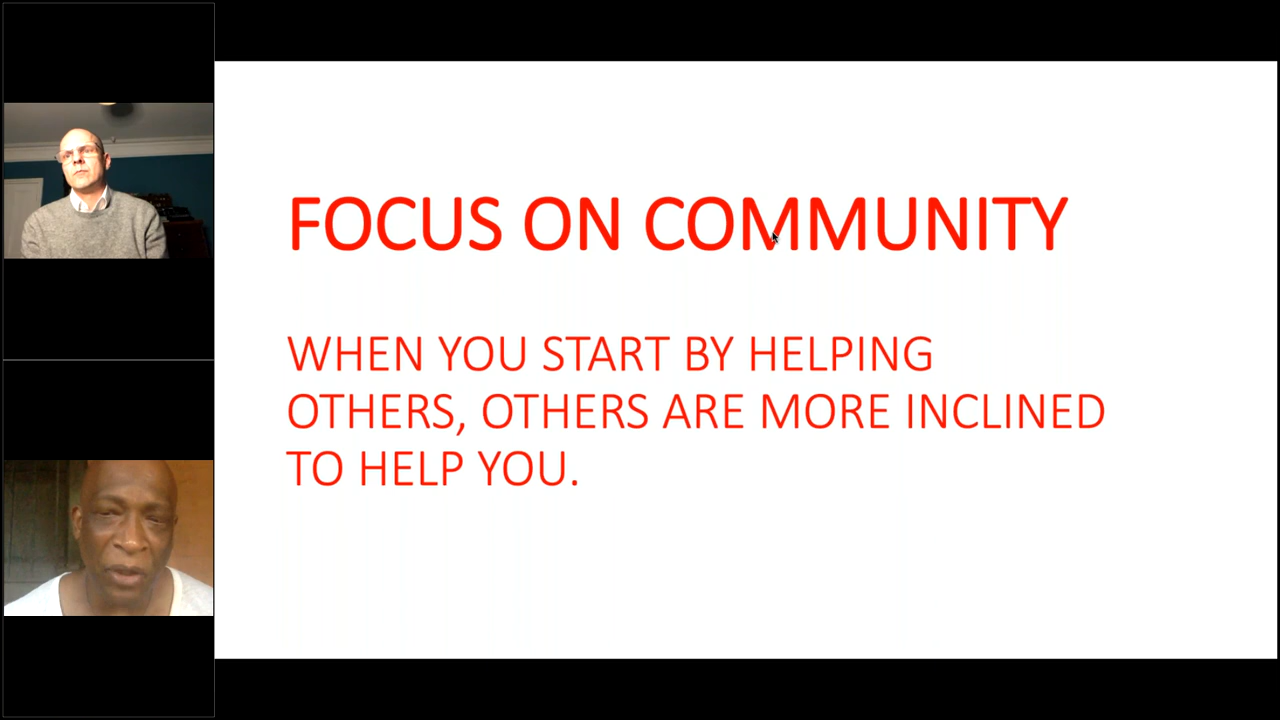 FOCUS ON COMMUNITY
WHEN YOU START BY HELPING
OTHERS, OTHERS ARE MORE INCLINED
TO HELP YOU.